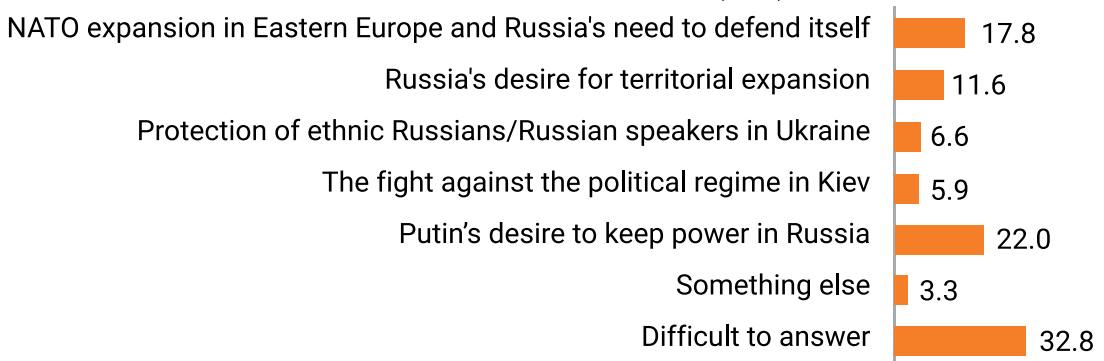 NATO expansion in Eastern Europe and Russia's need to defend itself 17.8
Russia's desire for territorial expansion 11.6
Protection of ethnic Russians/Russian speakers in Ukraine 6.6
The fight against the political regime in Kiev 5.9
Putin’s desire to keep power in Russia 22.0
Something else 3.3
Difficult to answer 32.8